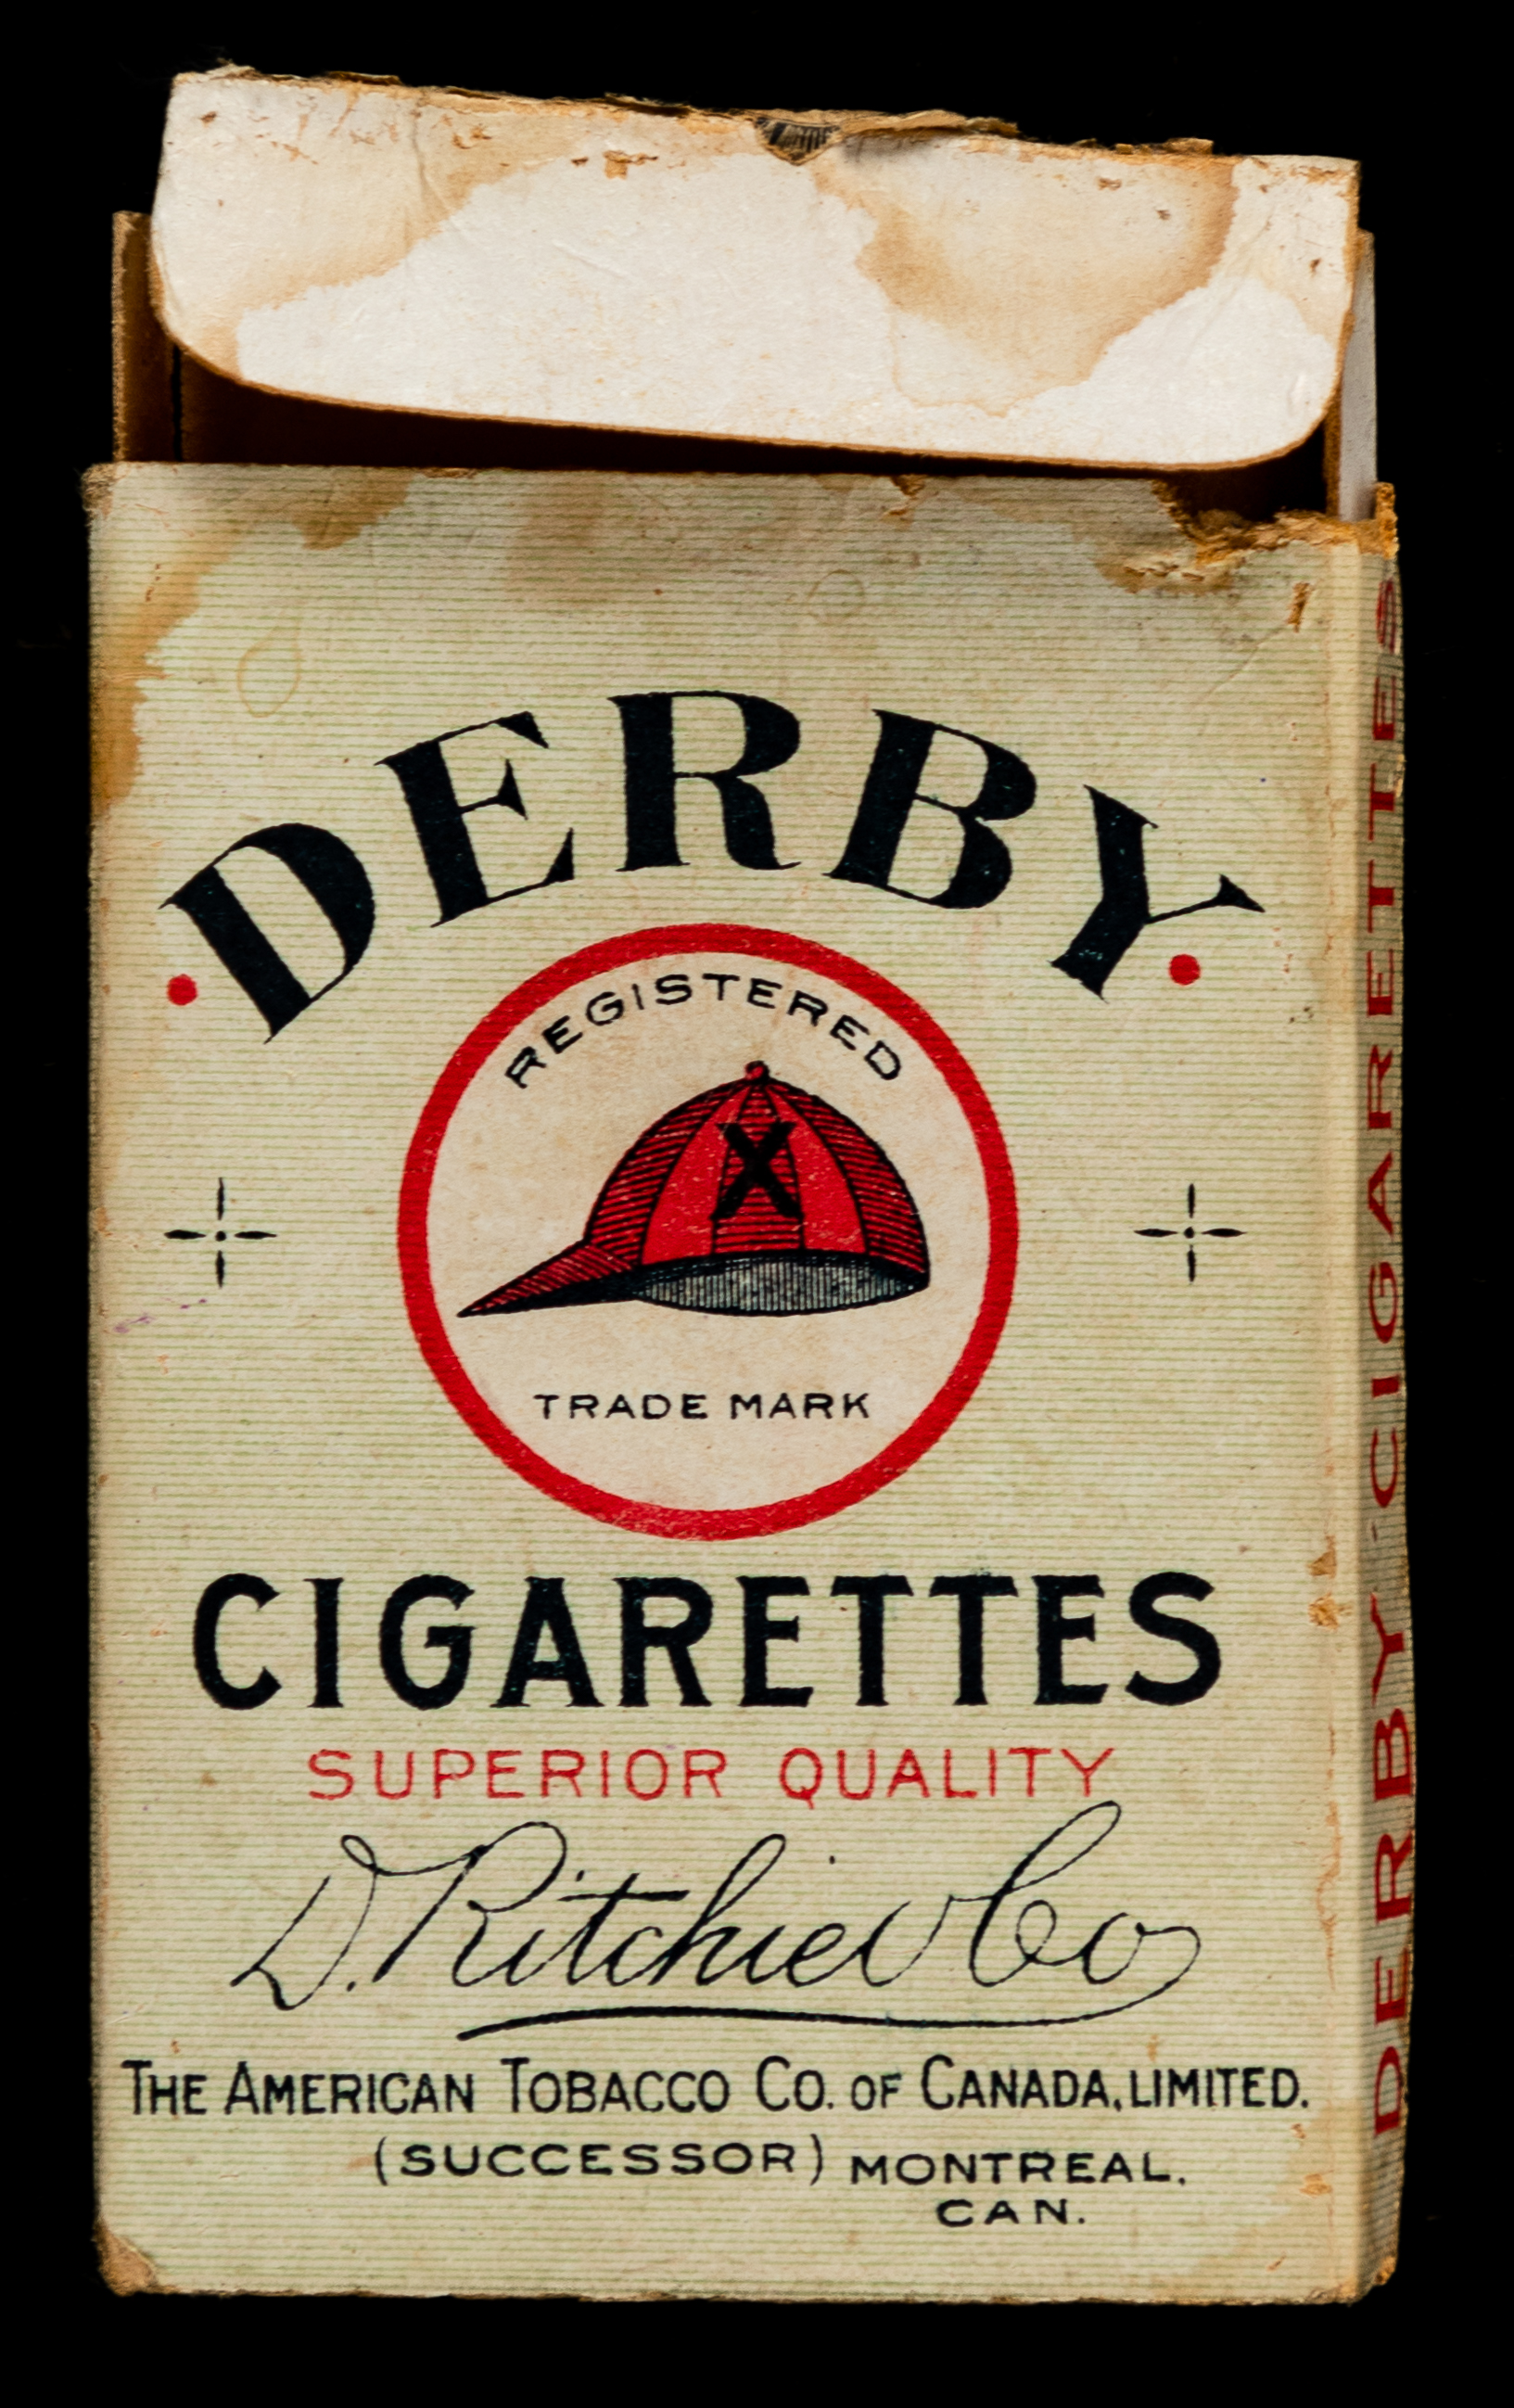 DERBY
REGISTERED
X
TRADE MARK
CIGARETTES
SUPERIOR QUALITY
D. Ritchie & Co
THE AMERICAN TOBACCO CO. OF CANADA, LIMITED.
(SUCCESSOR) MONTREAL.
CAN.
DERBY CIGARETTES